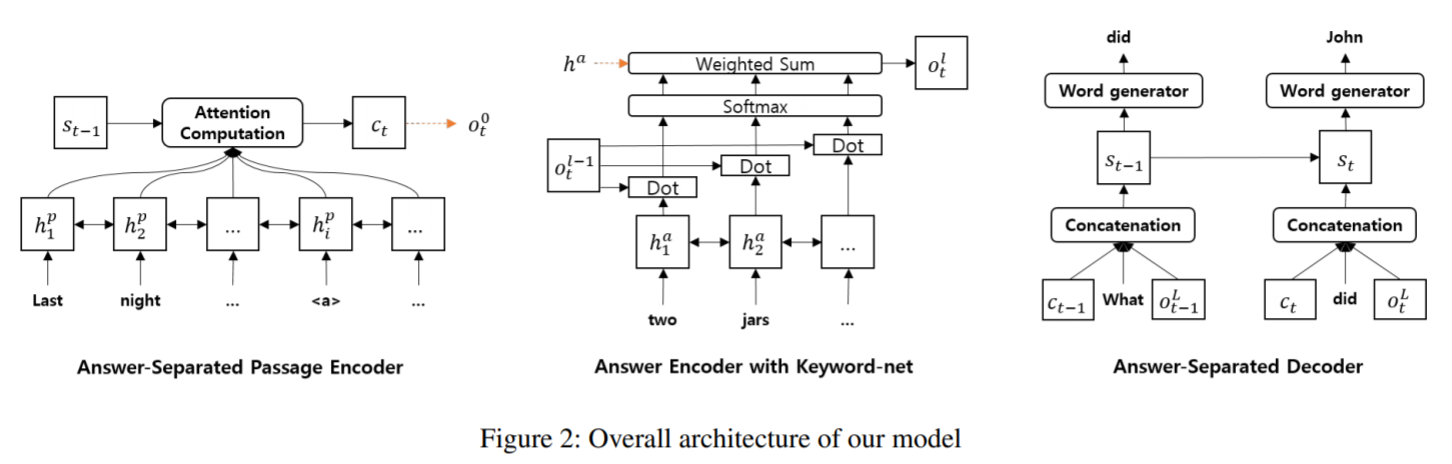 did John
h^a Weighted Sum o_t^l
Word generator Word generator
s_{t-1} Attention Computation c_t o_t^0
Softmax
o_t^{l-1} Dot Dot Dot
s_{t-1} s_t
h_1^p h_2^p ... h_i^p ...
h_1^a h_2^a ...
Concatenation Concatenation
Last night ... <a> ...
two jars ...
c_{t-1} What o_{t-1}^L c_t did o_t^L
Answer-Separated Passage Encoder
Answer Encoder with Keyword-net
Answer-Separated Decoder
Figure 2: Overall architecture of our model